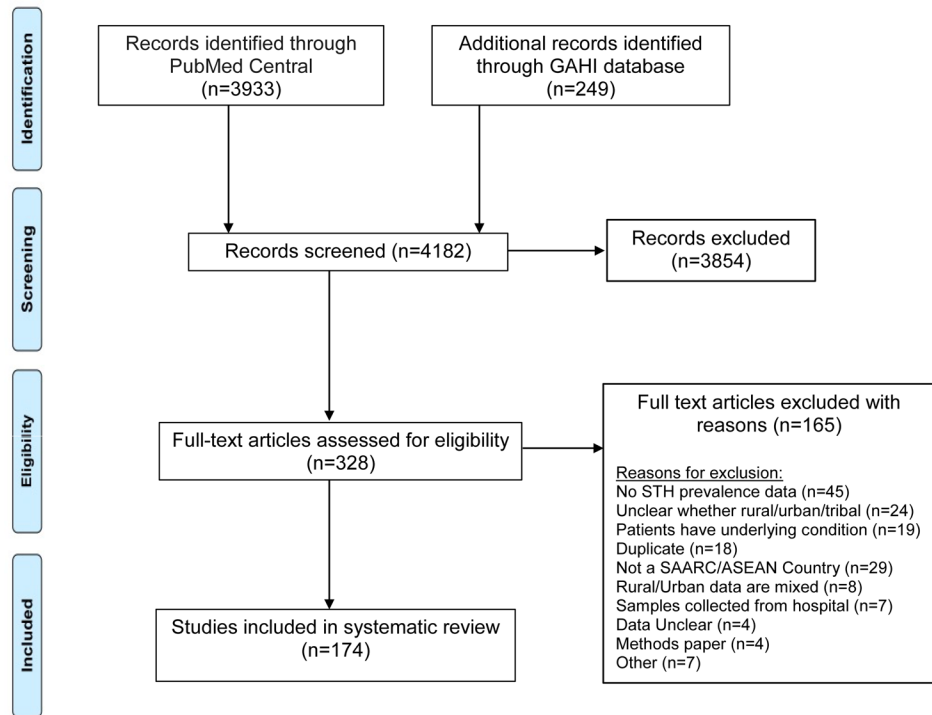 Identification
Records identified through
PubMed Central
(n=3933)
Additional records identified
through GAHI database
(n=249)
Screening
Records screened (n=4182)
Records excluded
(n=3854)
Eligibility
Full-text articles assessed for eligibility
(n=328)
Full text articles excluded with
reasons (n=165)
Reasons for exclusion:
No STH prevalence data (n=45)
Unclear whether rural/urban/tribal (n=24)
Patients have underlying condition (n=19)
Duplicate (n=18)
Not a SAARC/ASEAN Country (n=29)
Rural/Urban data are mixed (n=8)
Samples collected from hospital (n=7)
Data Unclear (n=4)
Methods paper (n=4)
Other (n=7)
Included
Studies included in systematic review
(n=174)